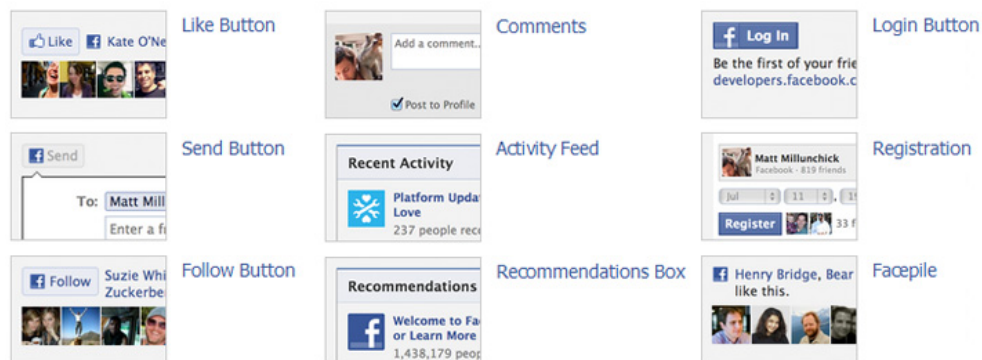 Like Button
Like
Kate O'Ne
Comments
Add a comment..
Post to Profile
Login Button
Log In
Be the first of your frie
developers.facebook.c
Send Button
Send
To: Matt Mill
Enter a f
Activity Feed
Recent Activity
Platform Upda
Love
237 people rec
Registration
Matt Millunchick
Facebook · 819 friends
Jul 11 , 19
Register 33 f
Follow Button
Follow
Suzie Whi
Zuckerbe
Recommendations Box
Recommendations
Welcome to Fa
or Learn More
1,438,179 peop
Facepile
Henry Bridge, Bear
like this.